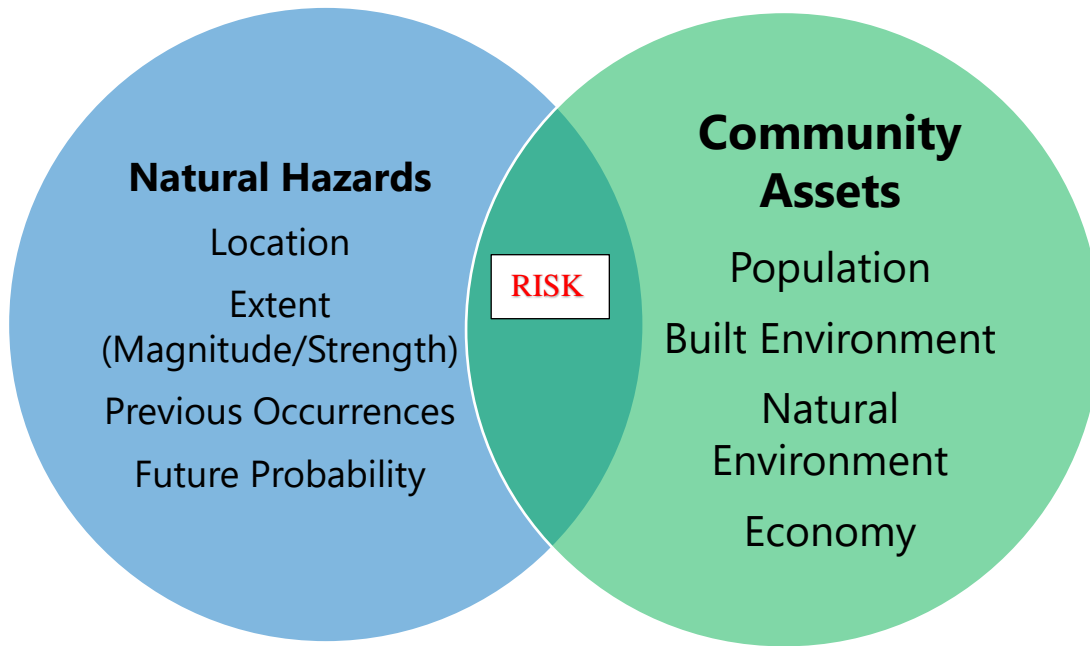 Natural Hazards
Location
Extent
(Magnitude/Strength)
Previous Occurrences
Future Probability
RISK
Community
Assets
Population
Built Environment
Natural
Environment
Economy